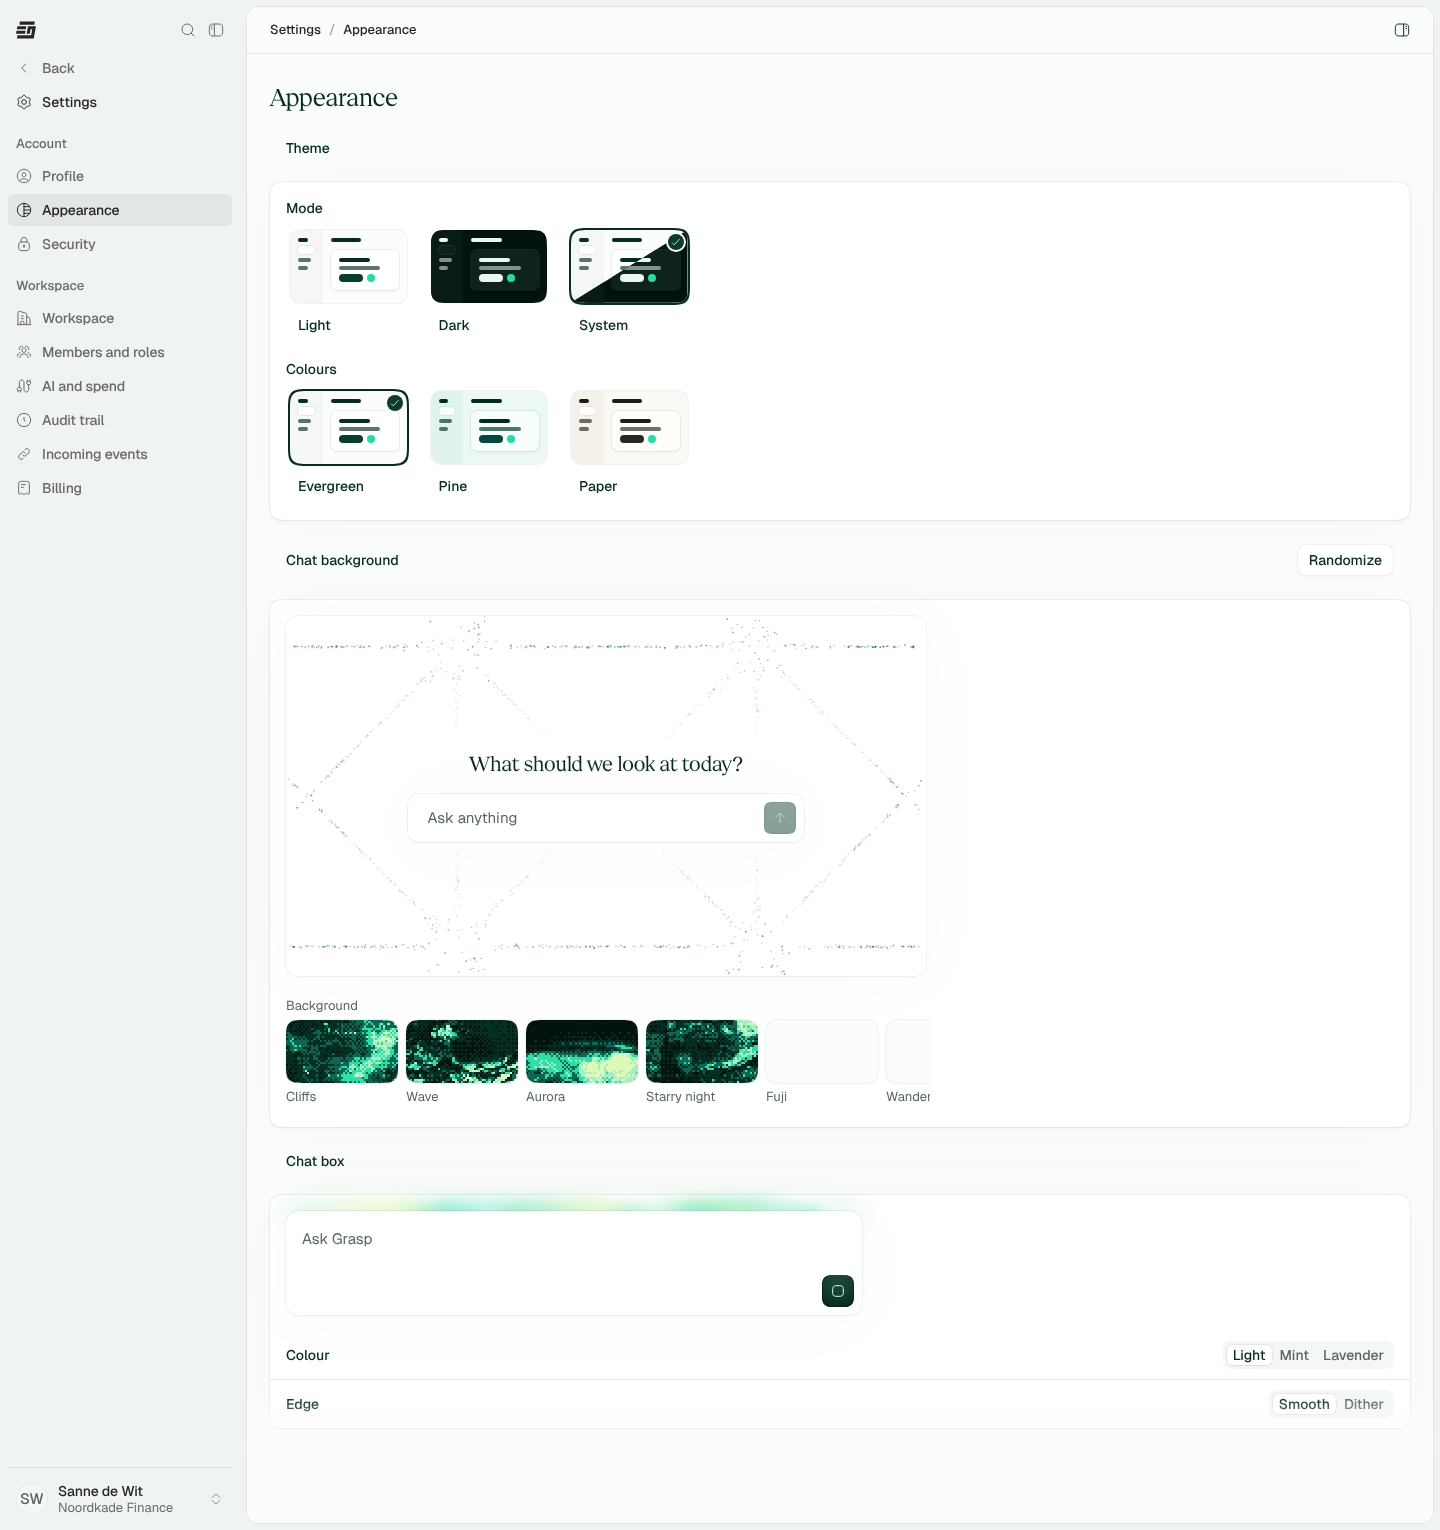 Settings / Appearance
Back
Settings
Account
Profile
Appearance
Security
Workspace
Workspace
Members and roles
AI and spend
Audit trail
Incoming events
Billing
SW
Sanne de Wit
Noordkade Finance
Appearance
Theme
Mode
Light
Dark
System
Colours
Evergreen
Pine
Paper
Chat background
Randomize
What should we look at today?
Ask anything
Background
Cliffs
Wave
Aurora
Starry night
Fuji
Wander
Chat box
Ask Grasp
Colour
Light
Mint
Lavender
Edge
Smooth
Dither